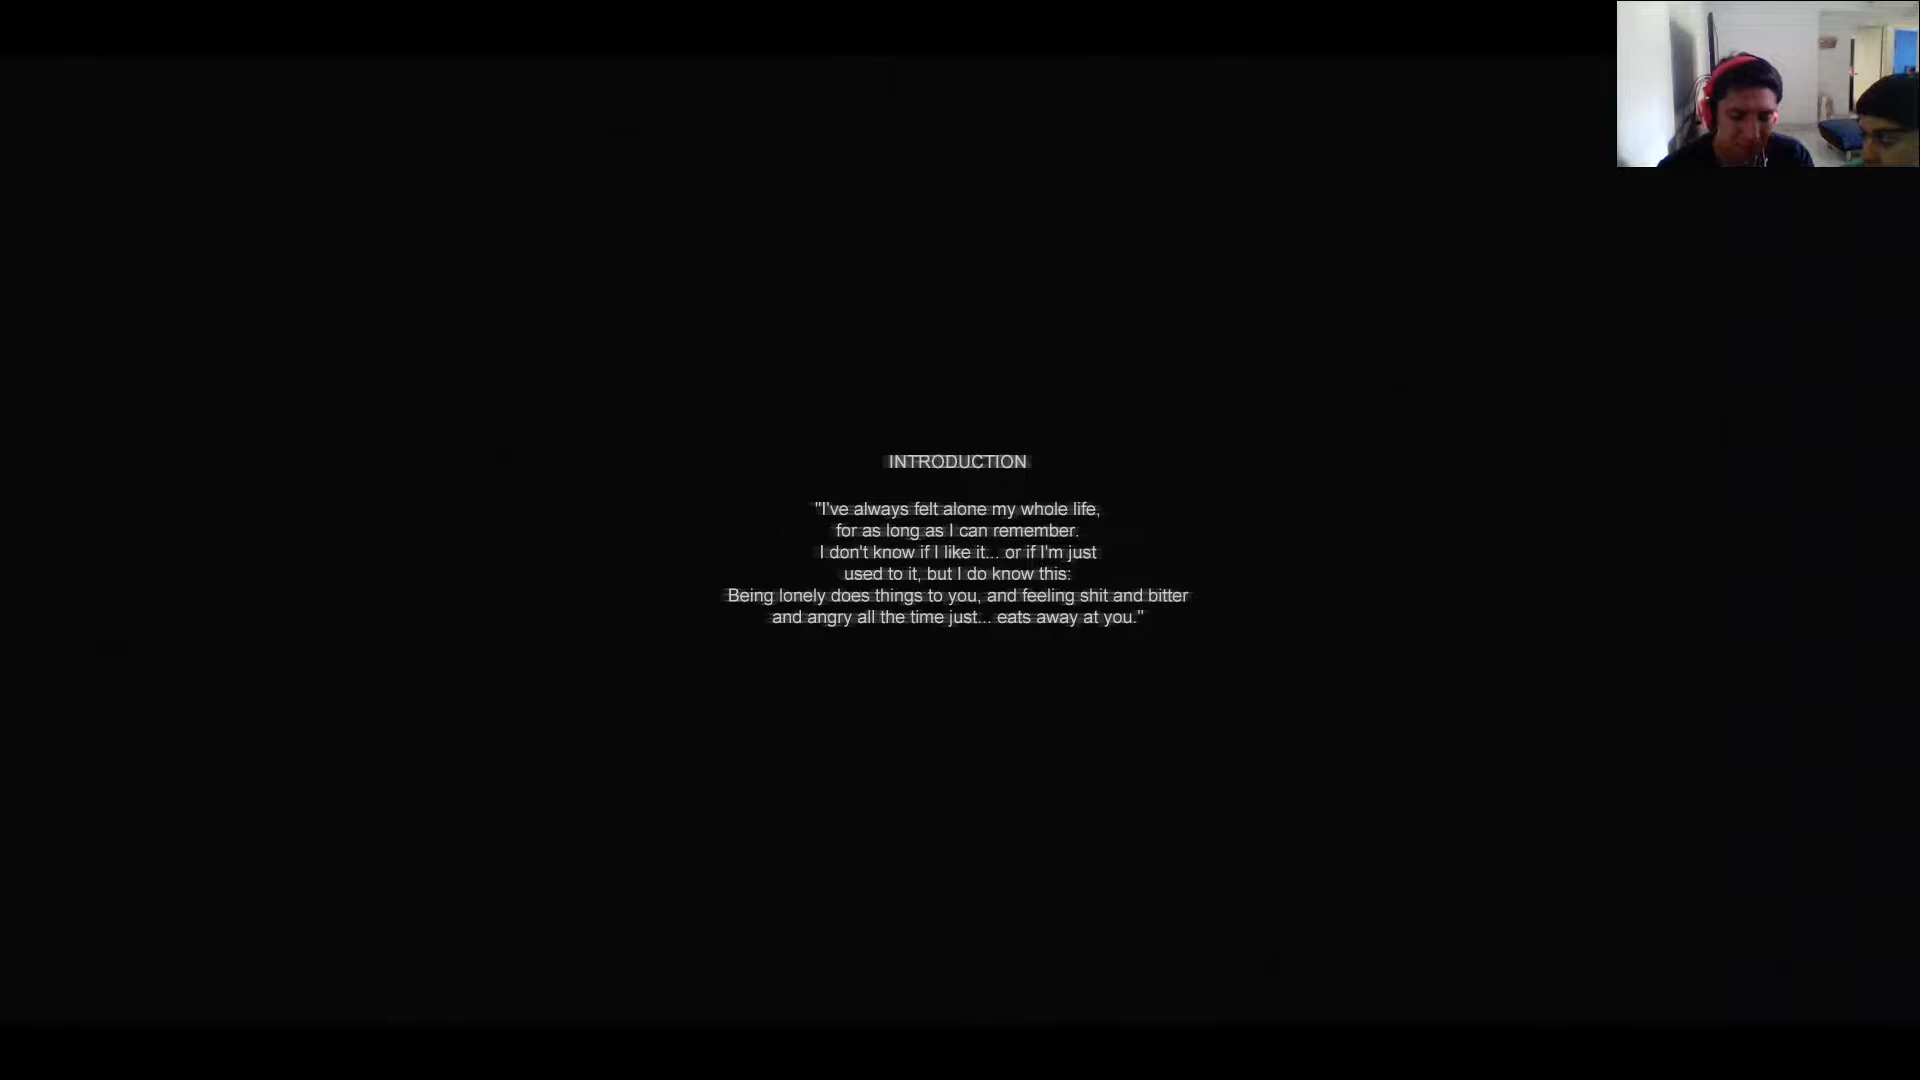 INTRODUCTION
"I've always felt alone my whole life,
for as long as I can remember.
I don't know if I like it... or if I'm just
used to it, but I do know this:
Being lonely does things to you, and feeling shit and bitter
and angry all the time just... eats away at you."